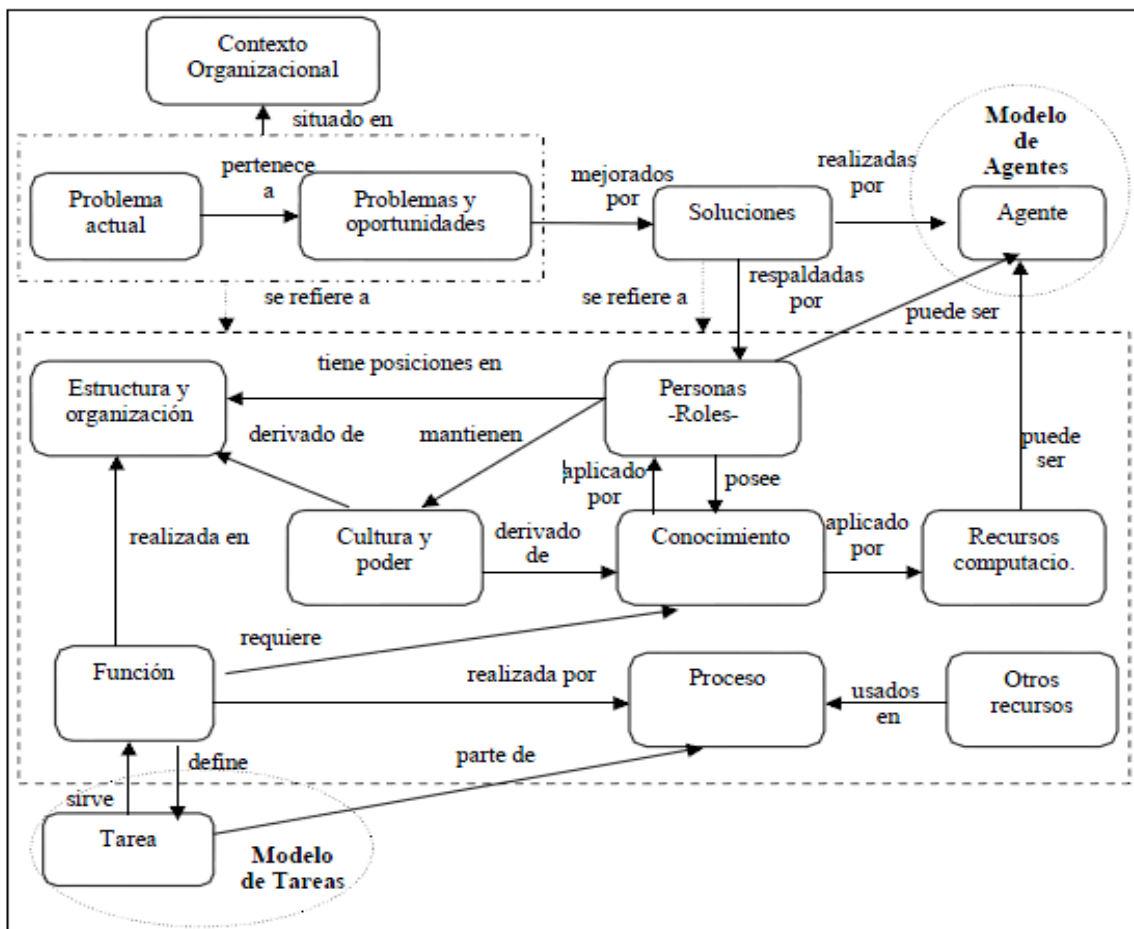 Contexto
Organizacional
situado en
Modelo
de
Agentes
pertenece
a
mejorados
por
realizadas
por
Problema
actual
Problemas y
oportunidades
Soluciones
Agente
se refiere a
se refiere a
respaldadas
por
puede ser
tiene posiciones en
Estructura y
organización
Personas
-Roles-
derivado de
mantienen
aplicado
por
posee
puede
ser
realizada en
Cultura y
poder
derivado
de
Conocimiento
aplicado
por
Recursos
computacio.
requiere
Función
realizada por
Proceso
usados
en
Otros
recursos
define
parte de
sirve
Tarea
Modelo
de Tareas